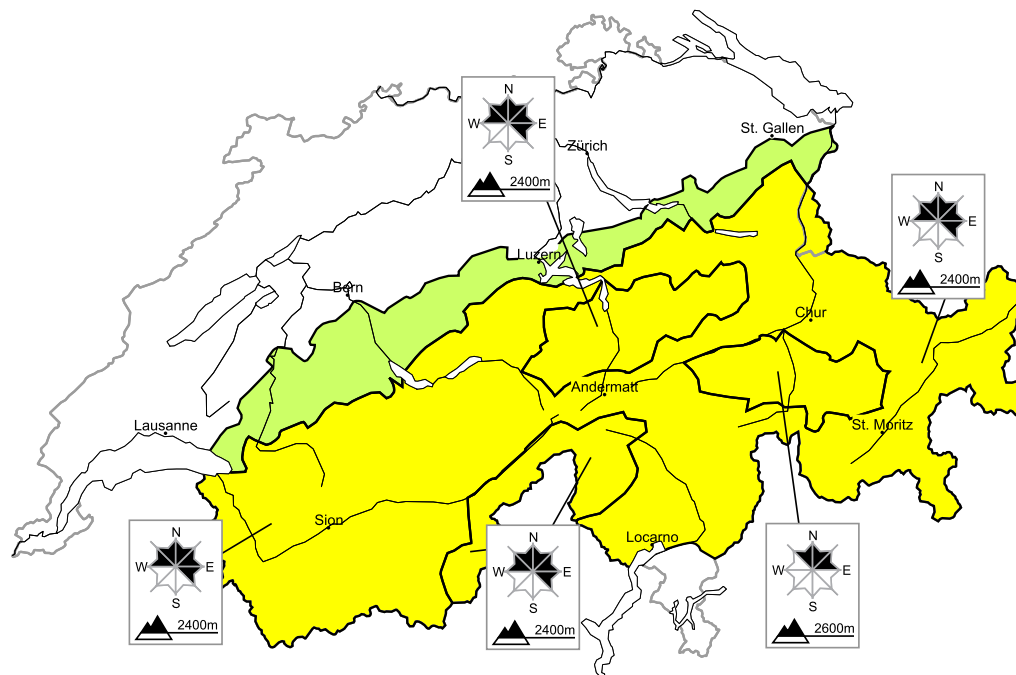 N
W E
S
2400m
Zürich
St. Gallen
N
W E
S
2400m
Luzern
Bern
Chur
Andermatt
Lausanne
St. Moritz
Sion
Locarno
N
W E
S
2400m
N
W E
S
2400m
N
W E
S
2600m